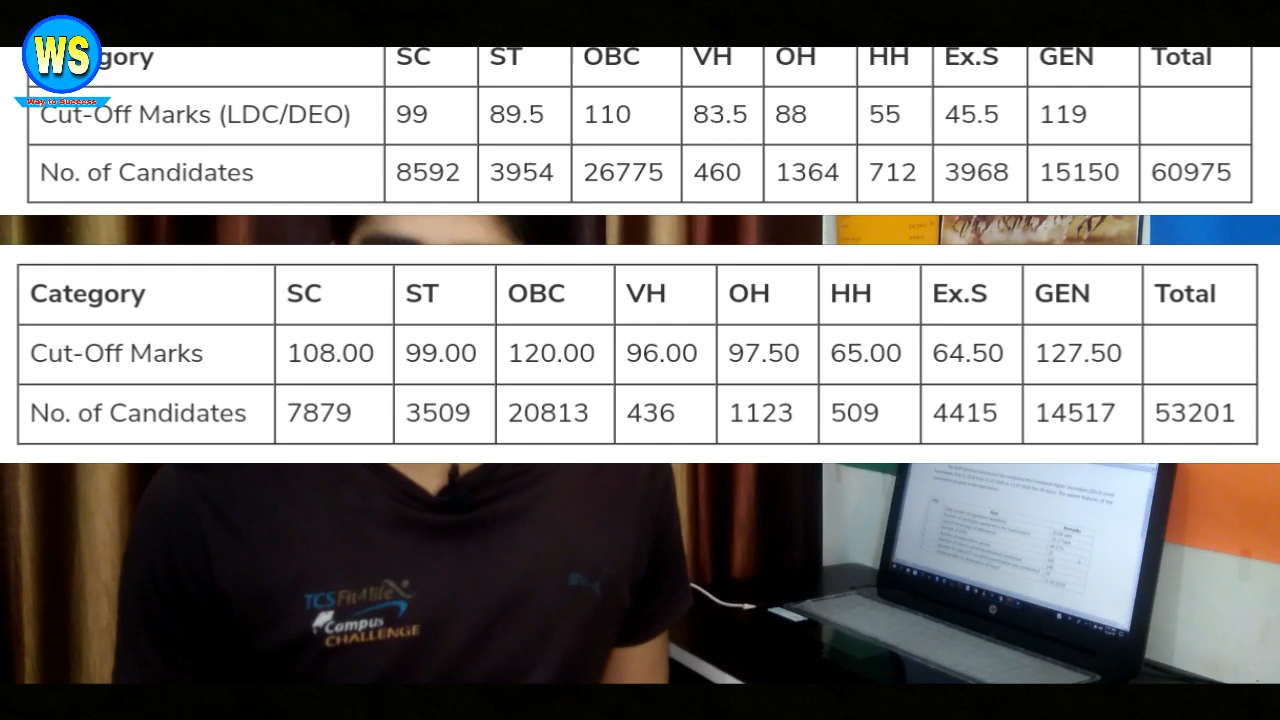 WS
Way to Success
gory SC ST OBC VH OH HH Ex.S GEN Total
Cut-Off Marks (LDC/DEO) 99 89.5 110 83.5 88 55 45.5 119
No. of Candidates 8592 3954 26775 460 1364 712 3968 15150 60975
Category SC ST OBC VH OH HH Ex.S GEN Total
Cut-Off Marks 108.00 99.00 120.00 96.00 97.50 65.00 64.50 127.50
No. of Candidates 7879 3509 20813 436 1123 509 4415 14517 53201
TCS Fit4life
Campus
CHALLENGE
hp